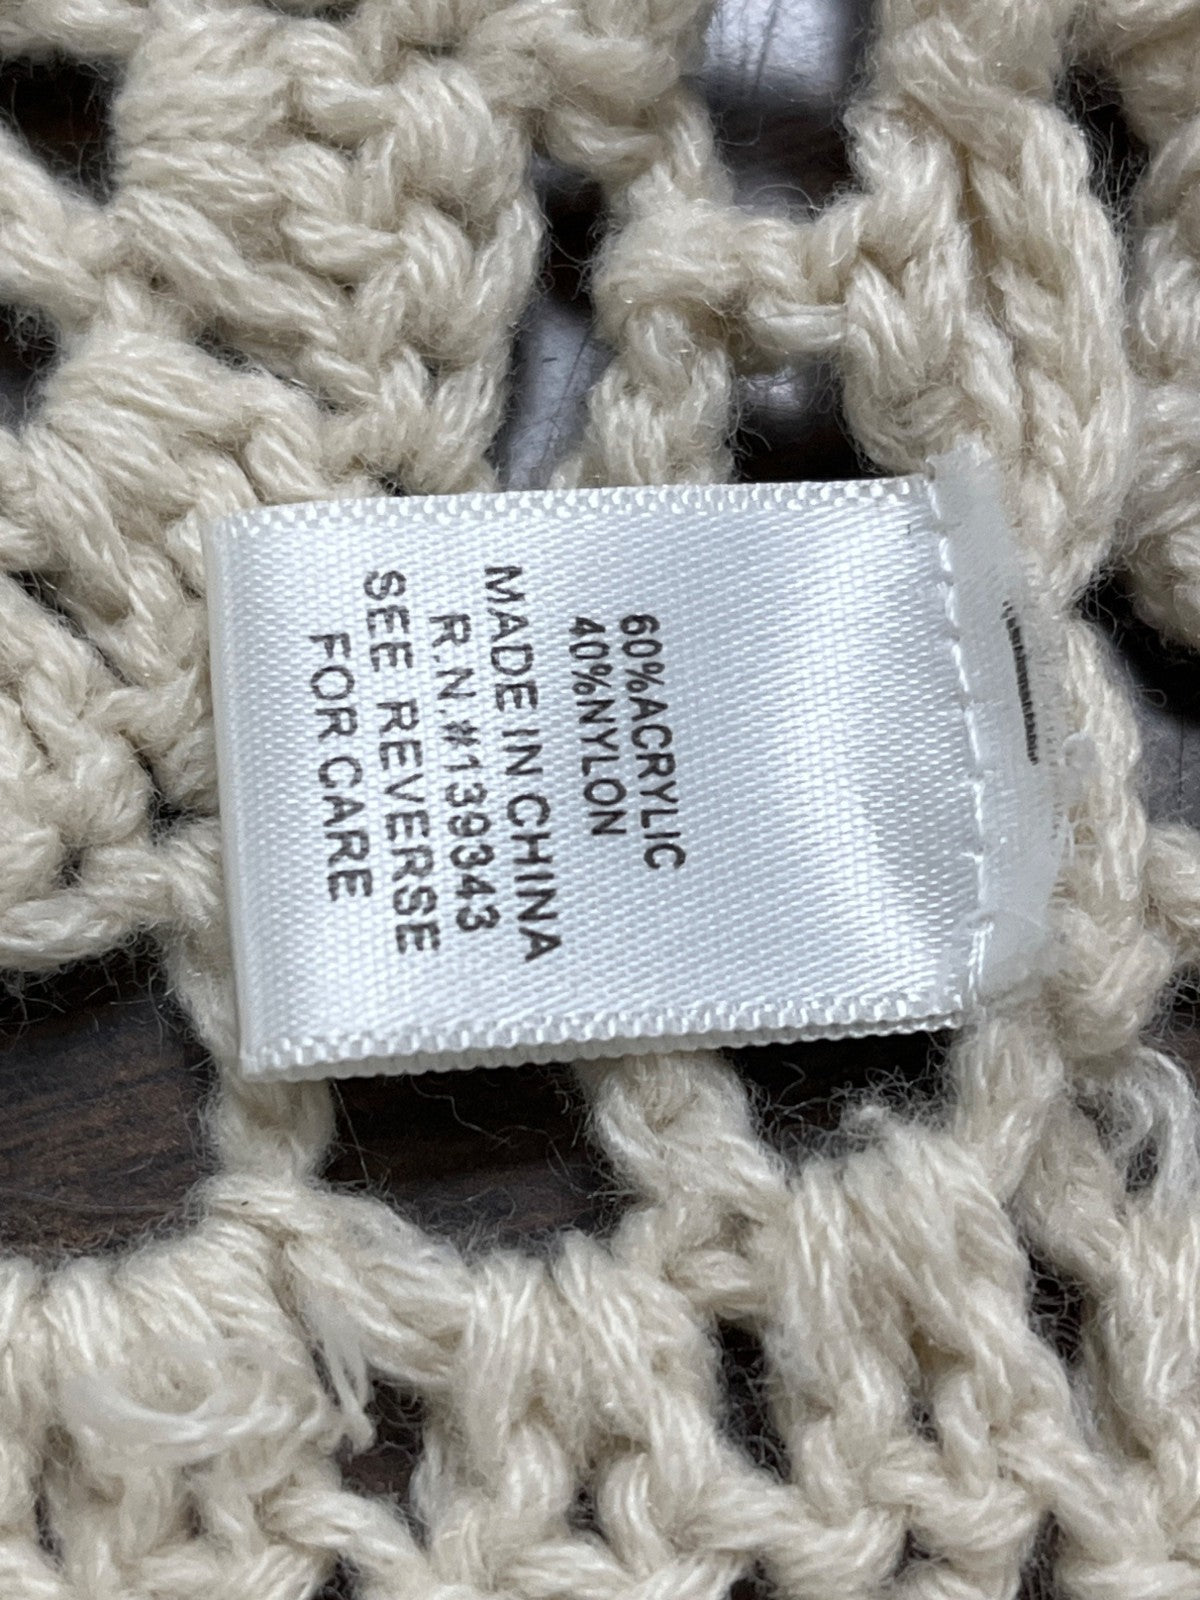 60%ACRYLIC
40%NYLON
MADE IN CHINA
R.N.#139343
SEE REVERSE
FOR CARE